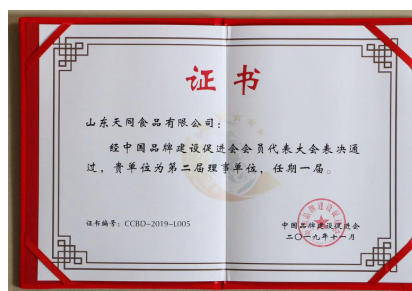 证书
山东天同食品有限公司：
经中国品牌建设促进会会员代表大会表决通
过，贵单位为第二届理事单位，任期一届。
证书编号：CCBD-2019-L005
中国品牌建设促进会
二〇一九年十一月